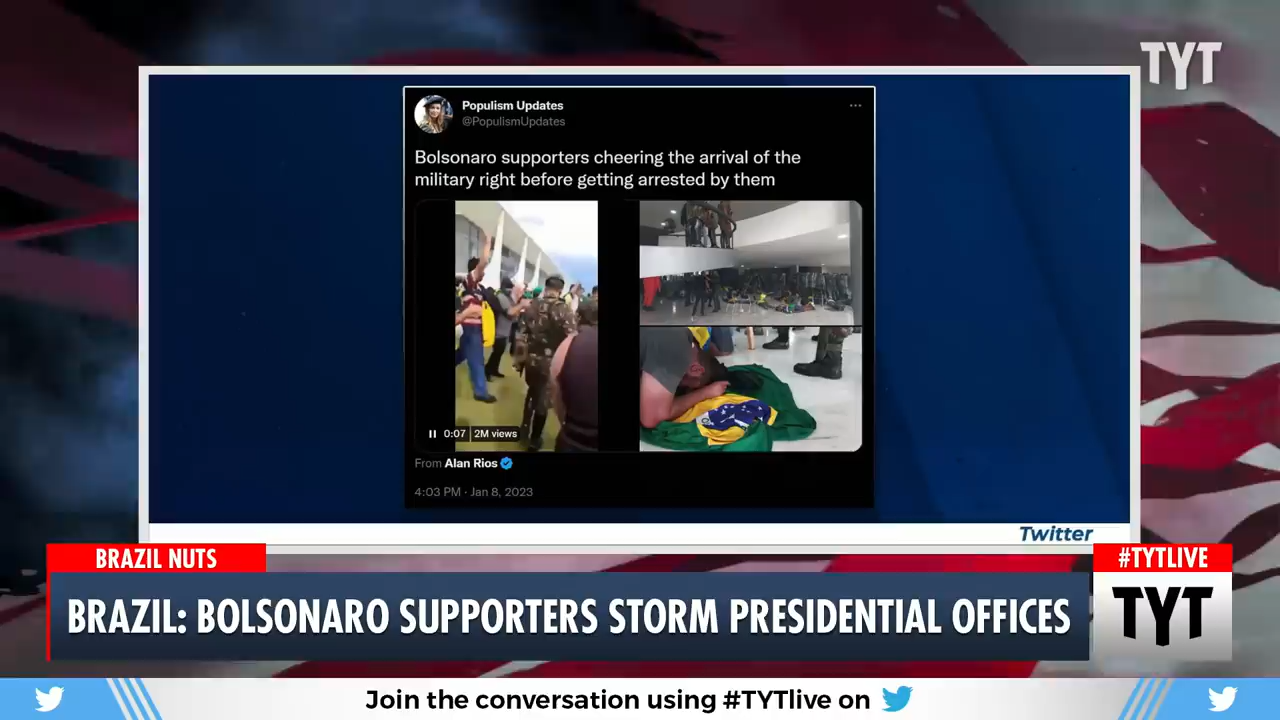 TYT
Populism Updates
@PopulismUpdates
Bolsonaro supporters cheering the arrival of the
military right before getting arrested by them
0:07 2M views
From Alan Rios
4:03 PM · Jan 8, 2023
Twitter
BRAZIL NUTS
#TYTLIVE
BRAZIL: BOLSONARO SUPPORTERS STORM PRESIDENTIAL OFFICES
TYT
Join the conversation using #TYTlive on